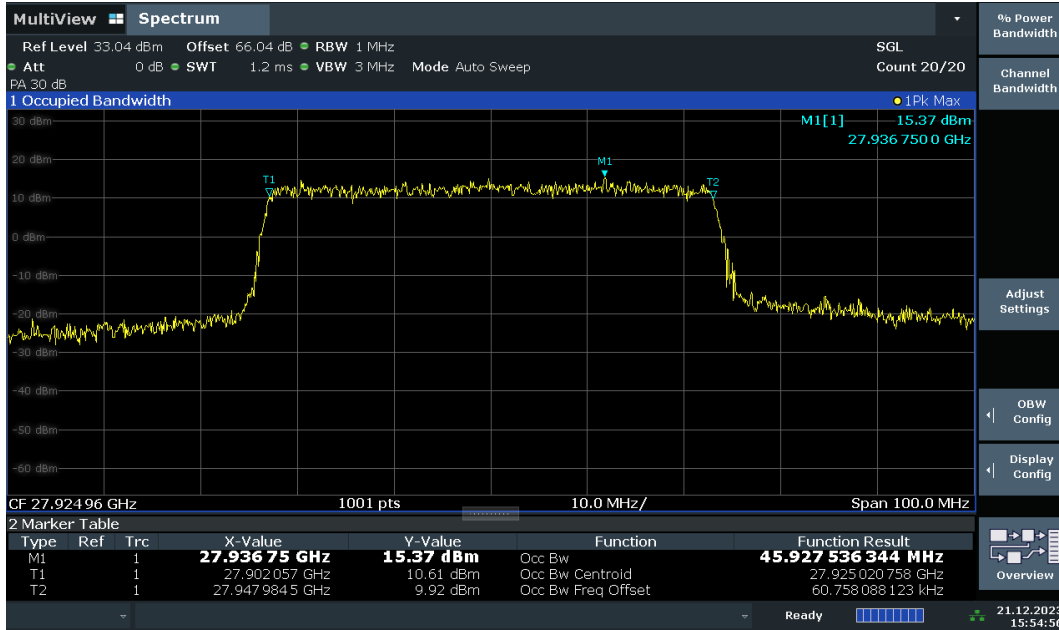 MultiView Spectrum
Ref Level 33.04 dBm Offset 66.04 dB RBW 1 MHz SGL
Att 0 dB SWT 1.2 ms VBW 3 MHz Mode Auto Sweep Count 20/20
PA 30 dB
1 Occupied Bandwidth 1Pk Max
30 dBm M1[1] 15.37 dBm
27.936 750 0 GHz
20 dBm
M1
T1 T2
10 dBm
0 dBm
-10 dBm
-20 dBm
-30 dBm
-40 dBm
-50 dBm
-60 dBm
CF 27.92496 GHz 1001 pts 10.0 MHz/ Span 100.0 MHz
2 Marker Table
Type Ref Trc X-Value Y-Value Function Function Result
M1 1 27.936 75 GHz 15.37 dBm Occ Bw 45.927 536 344 MHz
T1 1 27.902 057 GHz 10.61 dBm Occ Bw Centroid 27.925 020 758 GHz
T2 1 27.947 984 5 GHz 9.92 dBm Occ Bw Freq Offset 60.758 088 123 kHz
Ready 21.12.2023
15:54:56
% Power
Bandwidth
Channel
Bandwidth
Adjust
Settings
OBW
Config
Display
Config
Overview